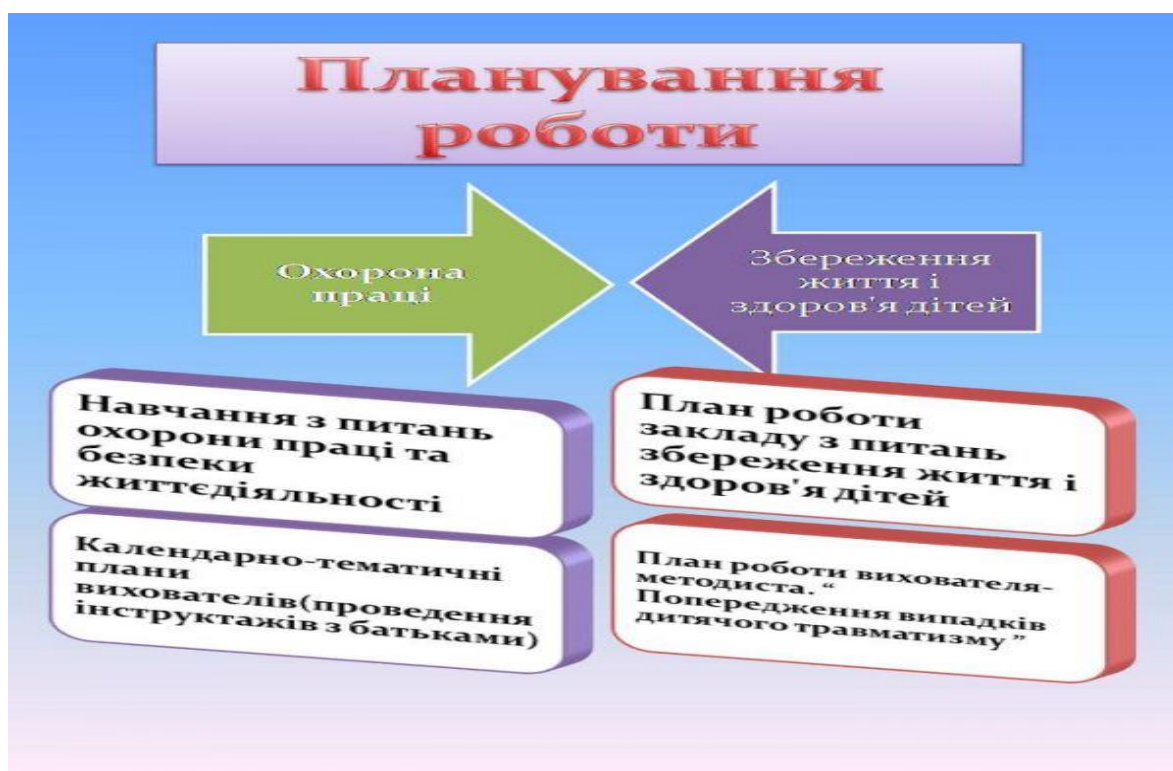 Планування
роботи
Охорона
праці
Збереження
життя і
здоров'я дітей
Навчання з питань
охорони праці та
безпеки
життєдіяльності
План роботи
закладу з питань
збереження життя і
здоров'я дітей
Календарно-тематичні
плани
вихователів(проведення
інструктажів з батьками)
План роботи вихователя-
методиста. “
Попередження випадків
дитячого травматизму ”